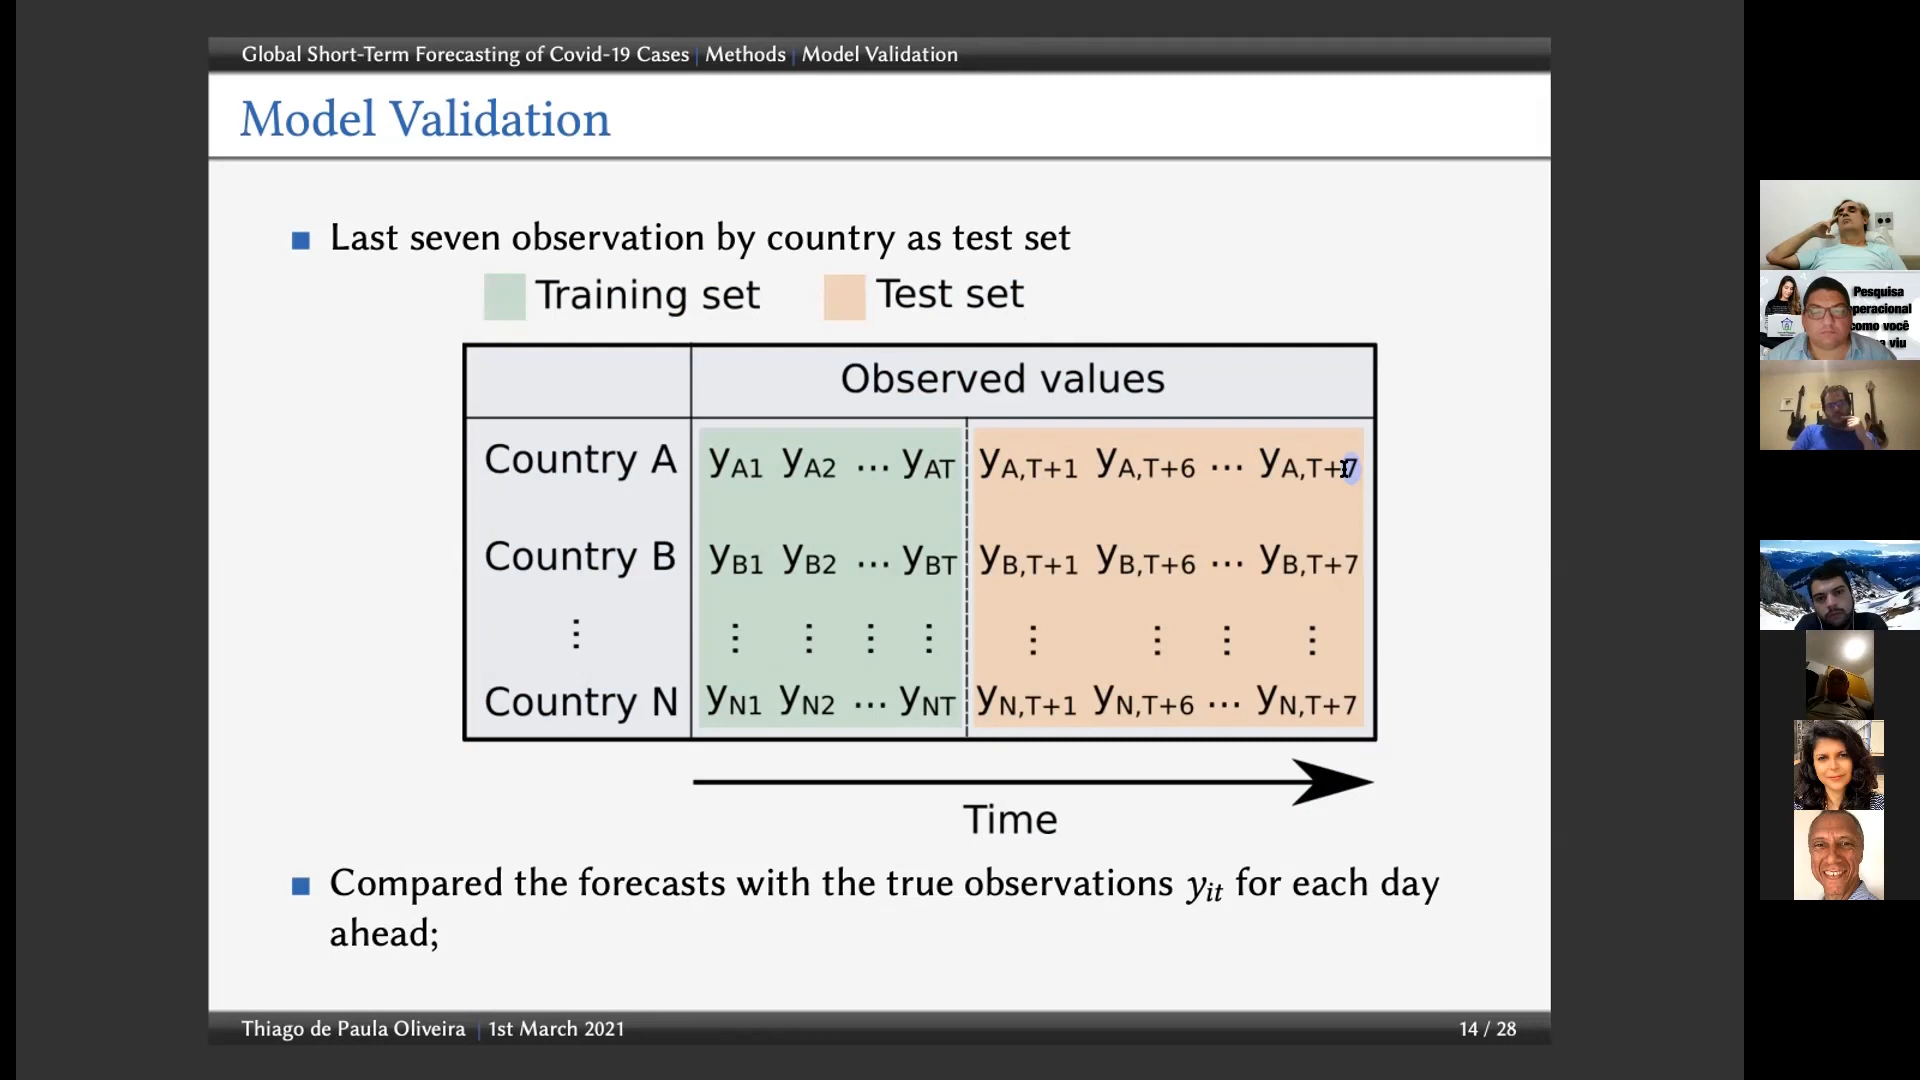 Global Short-Term Forecasting of Covid-19 Cases | Methods | Model Validation
Model Validation
Last seven observation by country as test set
Training set Test set
Observed values
Country A yA1 yA2 ... yAT yA,T+1 yA,T+6 ... yA,T+7
Country B yB1 yB2 ... yBT yB,T+1 yB,T+6 ... yB,T+7
⋮ ⋮ ⋮ ⋮ ⋮ ⋮ ⋮ ⋮ ⋮
Country N yN1 yN2 ... yNT yN,T+1 yN,T+6 ... yN,T+7
Time
Compared the forecasts with the true observations yit for each day
ahead;
Thiago de Paula Oliveira | 1st March 2021 14 / 28
Pesquisa
peracional
como você
viu